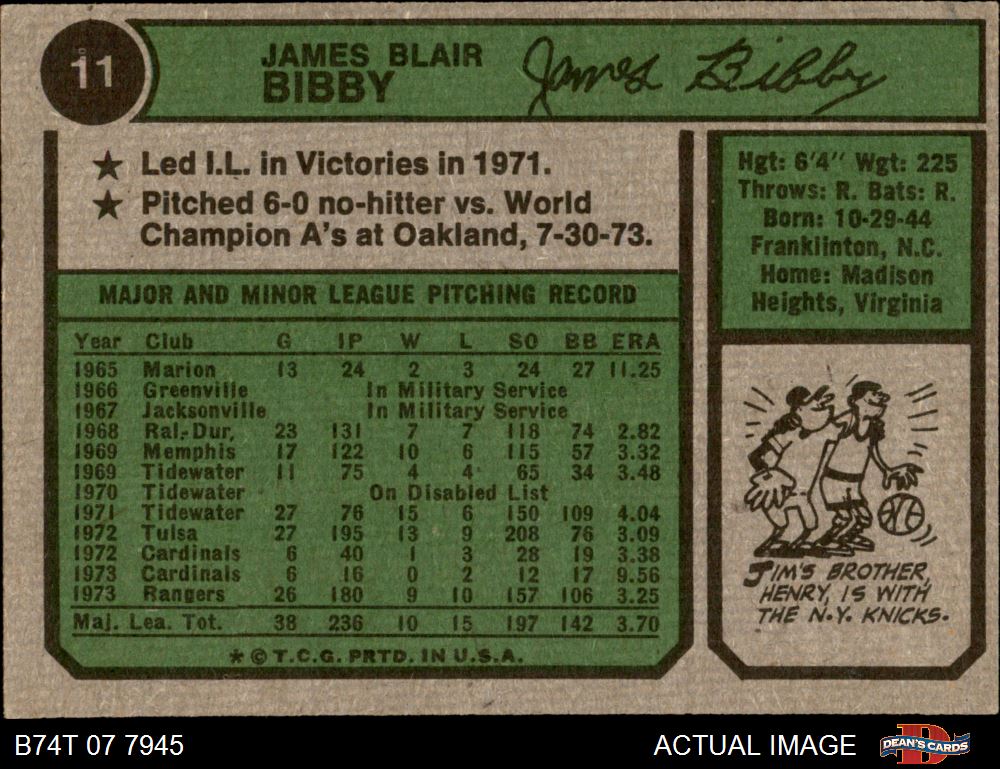 11
JAMES BLAIR
BIBBY
James Bibby
★ Led I.L. in Victories in 1971.
★ Pitched 6-0 no-hitter vs. World
Champion A's at Oakland, 7-30-73.
Hgt: 6'4" Wgt: 225
Throws: R. Bats: R.
Born: 10-29-44
Franklinton, N.C.
Home: Madison
Heights, Virginia
MAJOR AND MINOR LEAGUE PITCHING RECORD
Year Club G IP W L SO BB ERA
1965 Marion 13 24 2 3 24 27 11.25
1966 Greenville In Military Service
1967 Jacksonville In Military Service
1968 Ral.-Dur. 23 131 7 7 118 74 2.82
1969 Memphis 17 122 10 6 115 57 3.32
1969 Tidewater 11 75 4 4 65 34 3.48
1970 Tidewater On Disabled List
1971 Tidewater 27 76 15 6 150 109 4.04
1972 Tulsa 27 195 13 9 208 76 3.09
1972 Cardinals 6 40 1 3 28 19 3.38
1973 Cardinals 6 16 0 2 12 17 9.56
1973 Rangers 26 180 9 10 157 106 3.25
Maj. Lea. Tot. 38 236 10 15 197 142 3.70
* © T.C.G. PRTD. IN U.S.A.
JIM'S BROTHER,
HENRY, IS WITH
THE N.Y. KNICKS.
B74T 07 7945
ACTUAL IMAGE
DEAN'S CARDS